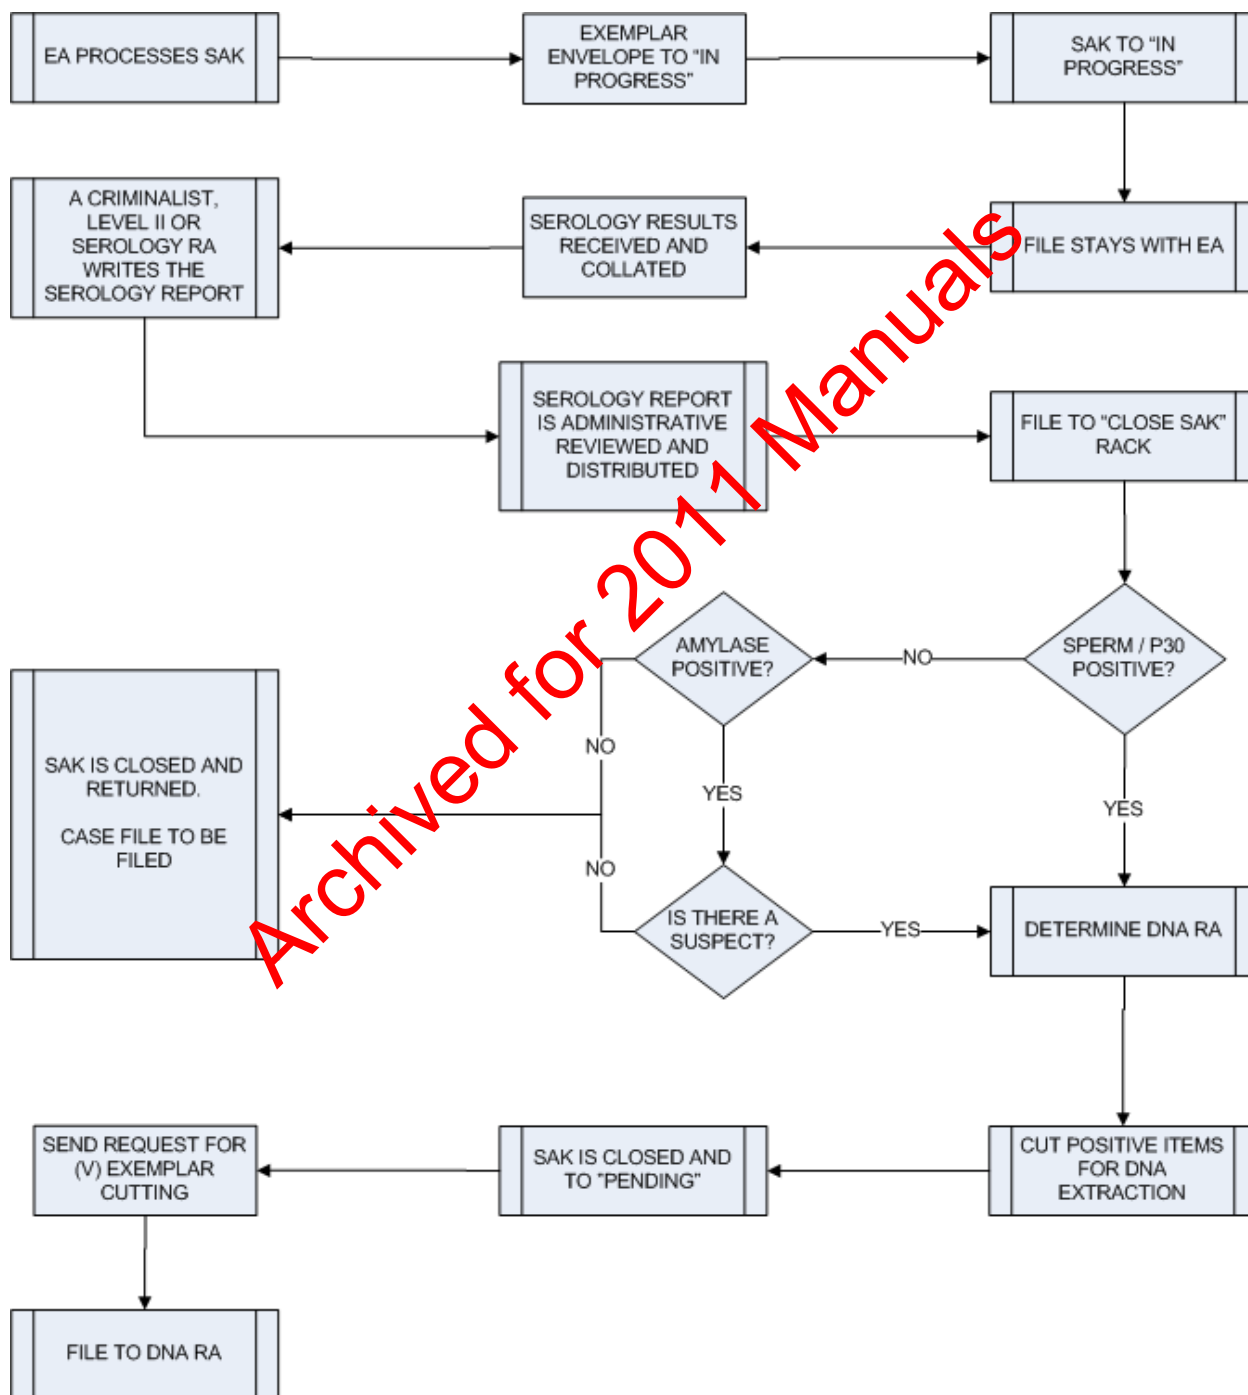 EA PROCESSES SAK
EXEMPLAR
ENVELOPE TO "IN
PROGRESS"
SAK TO “IN
PROGRESS”
A CRIMINALIST,
LEVEL II OR
SEROLOGY RA
WRITES THE
SEROLOGY REPORT
SEROLOGY RESULTS
RECEIVED AND
COLLATED
FILE STAYS WITH EA
SEROLOGY REPORT
IS ADMINISTRATIVE
REVIEWED AND
DISTRIBUTED
FILE TO “CLOSE SAK”
RACK
AMYLASE
POSITIVE?
NO
SPERM / P30
POSITIVE?
SAK IS CLOSED AND
RETURNED.
CASE FILE TO BE
FILED
NO
YES
YES
NO
IS THERE A
SUSPECT?
YES
DETERMINE DNA RA
SEND REQUEST FOR
(V) EXEMPLAR
CUTTING
SAK IS CLOSED AND
TO "PENDING”
CUT POSITIVE ITEMS
FOR DNA
EXTRACTION
FILE TO DNA RA
Archived for 2011 Manuals